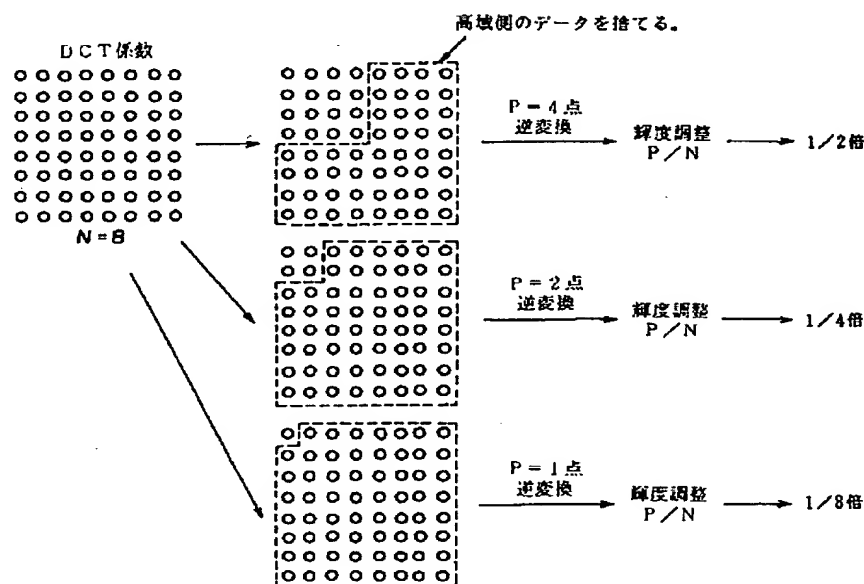 高域側のデータを捨てる。
DCT係数
N=8
P=4点
逆変換
輝度調整
P/N
1/2倍
P=2点
逆変換
輝度調整
P/N
1/4倍
P=1点
逆変換
輝度調整
P/N
1/8倍